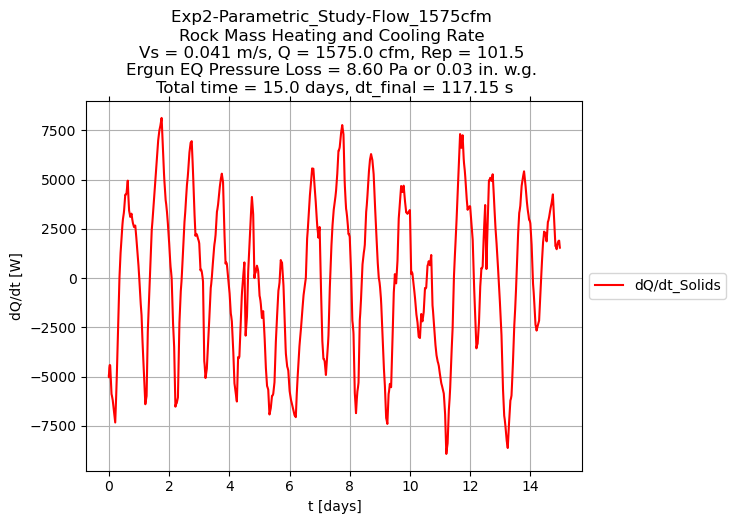 Exp2-Parametric_Study-Flow_1575cfm
Rock Mass Heating and Cooling Rate
Vs = 0.041 m/s, Q = 1575.0 cfm, Rep = 101.5
Ergun EQ Pressure Loss = 8.60 Pa or 0.03 in. w.g.
Total time = 15.0 days, dt_final = 117.15 s
7500
5000
2500
0
−2500
−5000
−7500
dQ/dt [W]
0 2 4 6 8 10 12 14
t [days]
dQ/dt_Solids